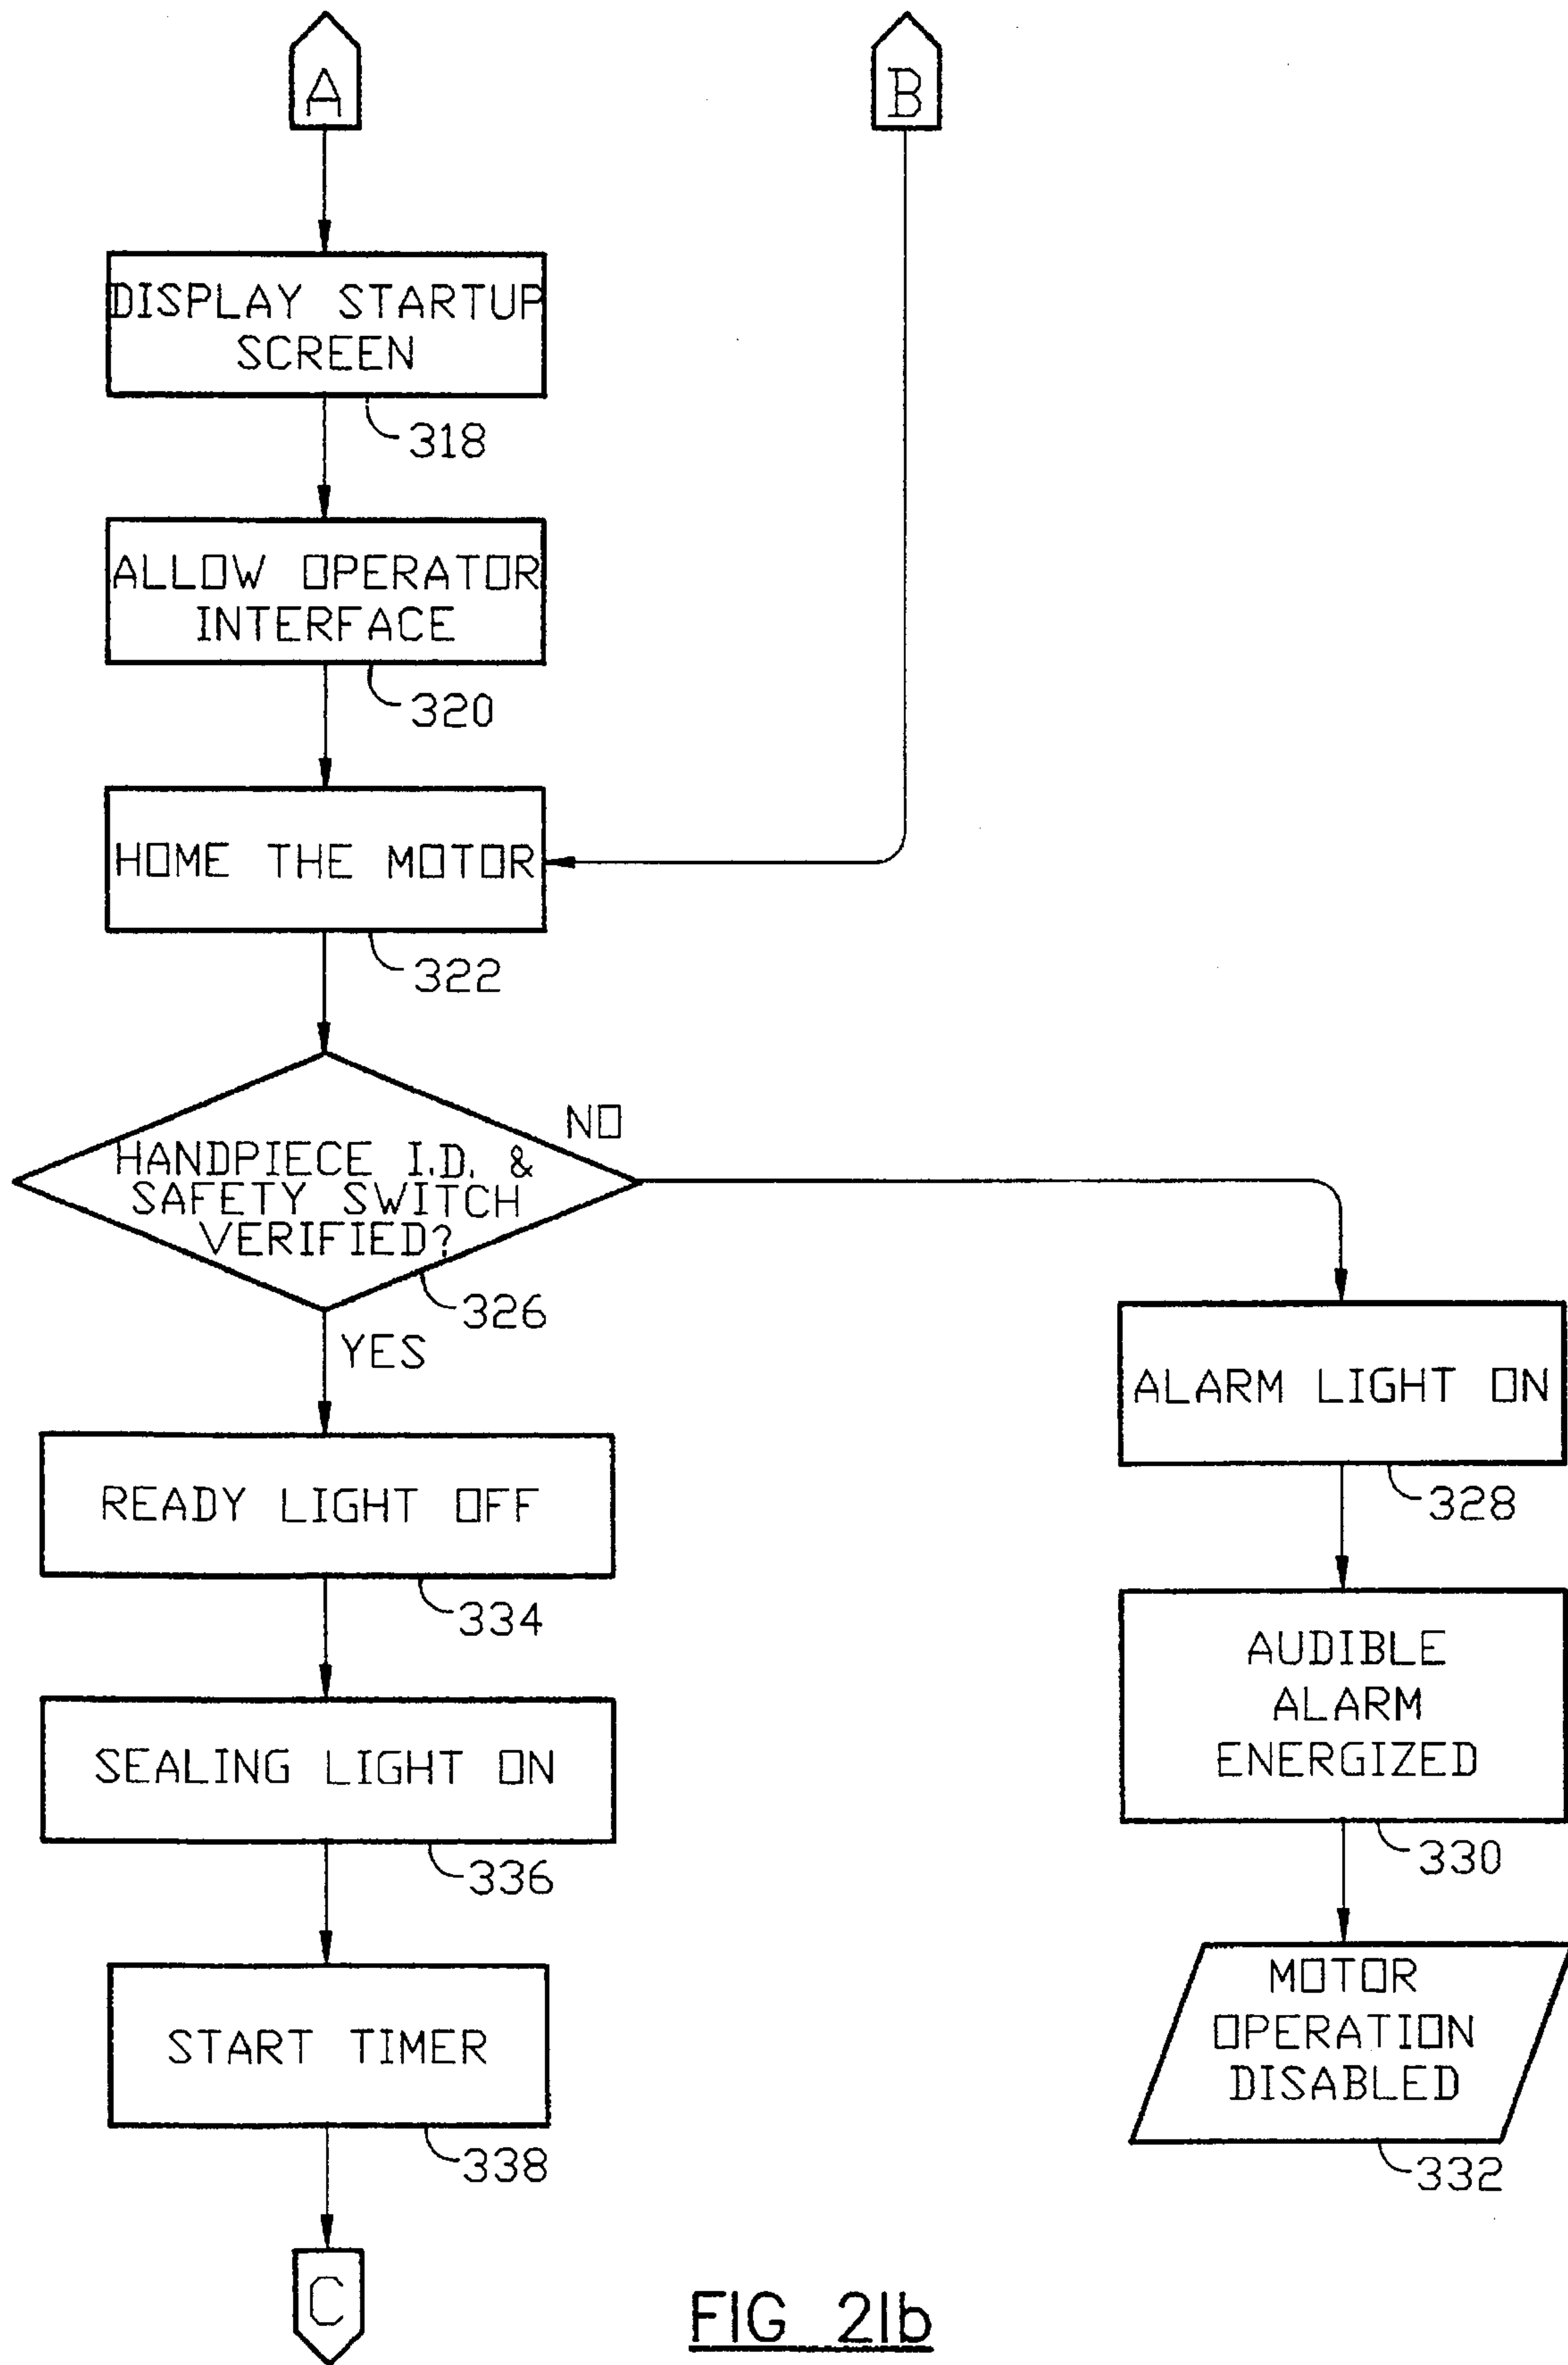 A
B
DISPLAY STARTUP
SCREEN
318
ALLOW OPERATOR
INTERFACE
320
HOME THE MOTOR
322
HANDPIECE I.D. &
SAFETY SWITCH
VERIFIED?
326
NO
YES
READY LIGHT OFF
334
SEALING LIGHT ON
336
START TIMER
338
C
ALARM LIGHT ON
328
AUDIBLE
ALARM
ENERGIZED
330
MOTOR
OPERATION
DISABLED
332
FIG 21b